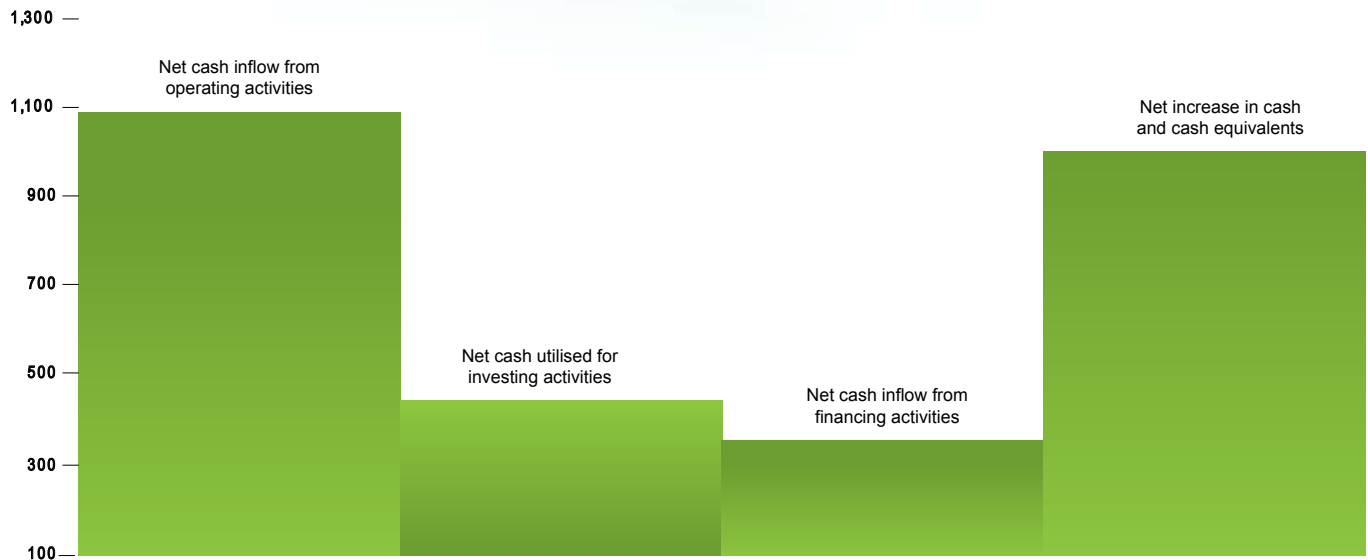 1,300
Net cash inflow from
operating activities
1,100
Net increase in cash
and cash equivalents
900
700
Net cash utilised for
investing activities
500
Net cash inflow from
financing activities
300
100